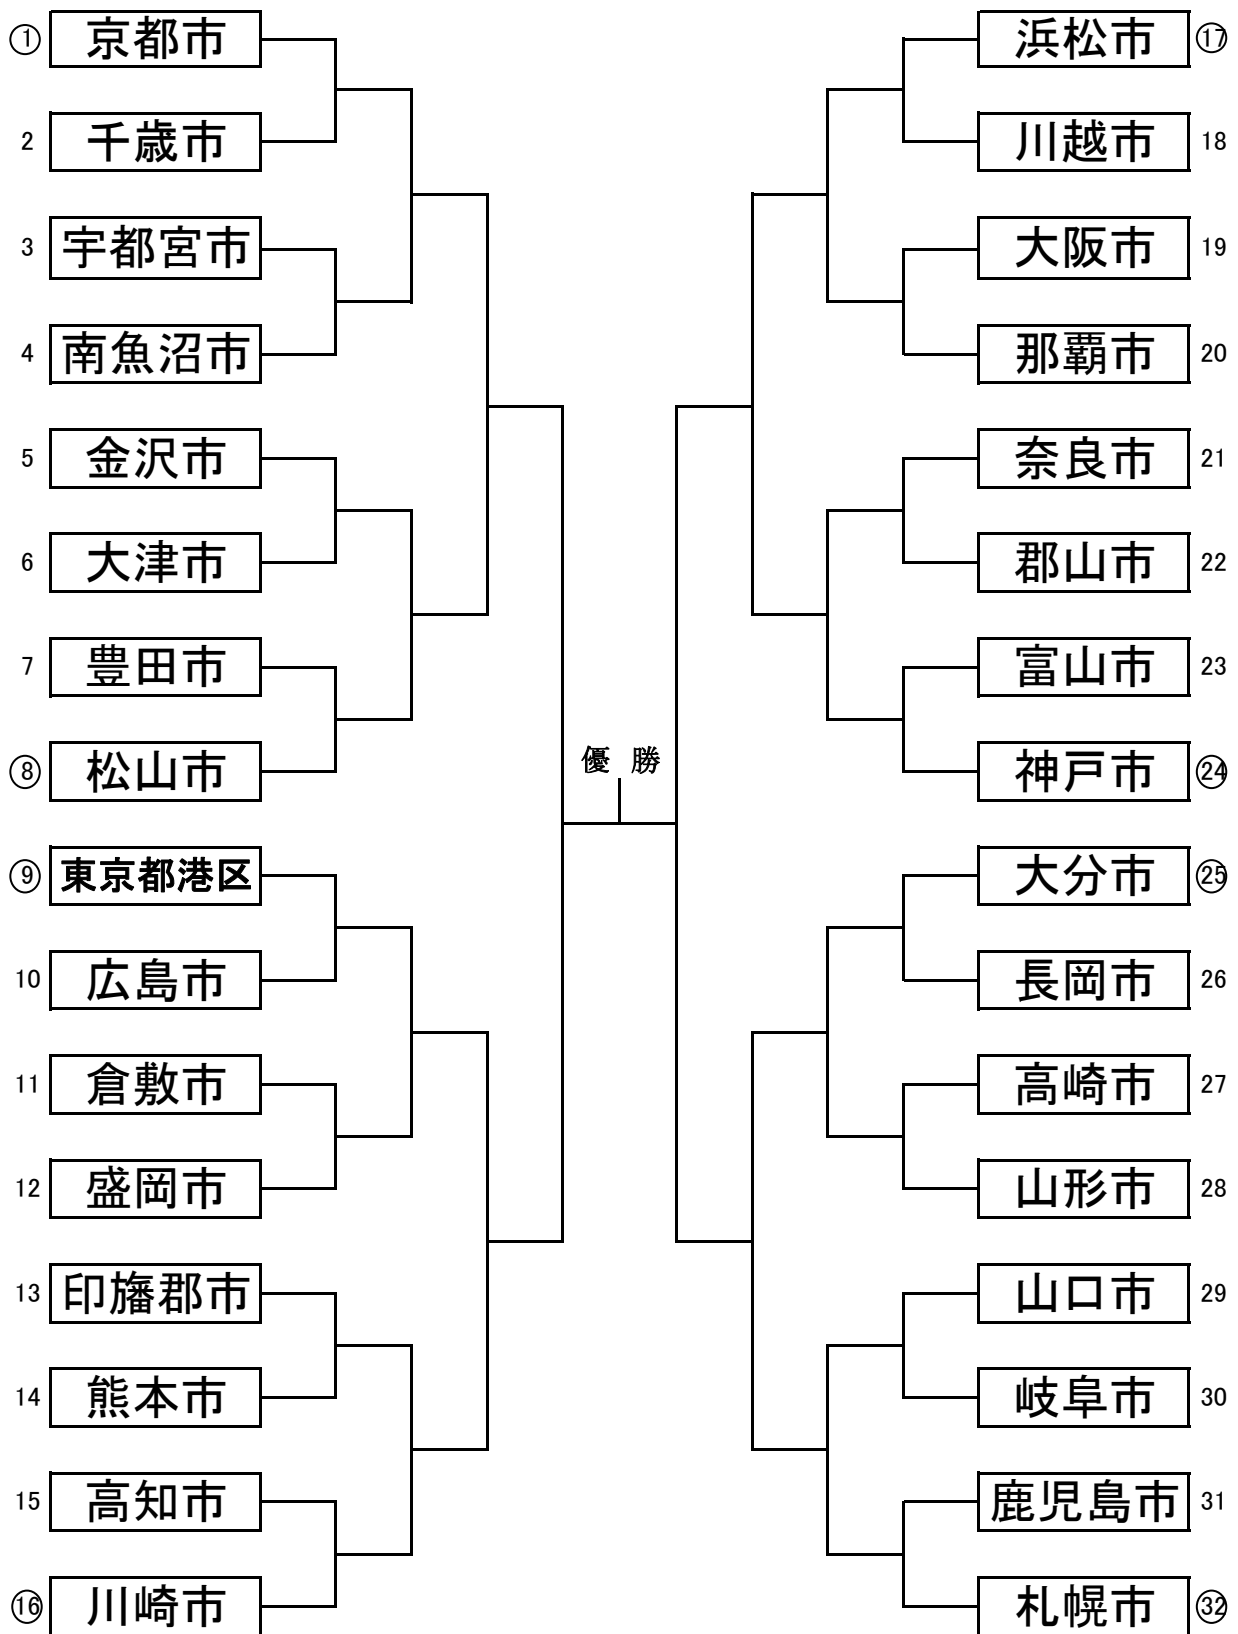 ① 京都市
2 千歳市
3 宇都宮市
4 南魚沼市
5 金沢市
6 大津市
7 豊田市
⑧ 松山市
⑨ 東京都港区
10 広島市
11 倉敷市
12 盛岡市
13 印旛郡市
14 熊本市
15 高知市
⑯ 川崎市
優 勝
浜松市 ⑰
川越市 18
大阪市 19
那覇市 20
奈良市 21
郡山市 22
富山市 23
神戸市 ㉔
大分市 ㉕
長岡市 26
高崎市 27
山形市 28
山口市 29
岐阜市 30
鹿児島市 31
札幌市 ㉜